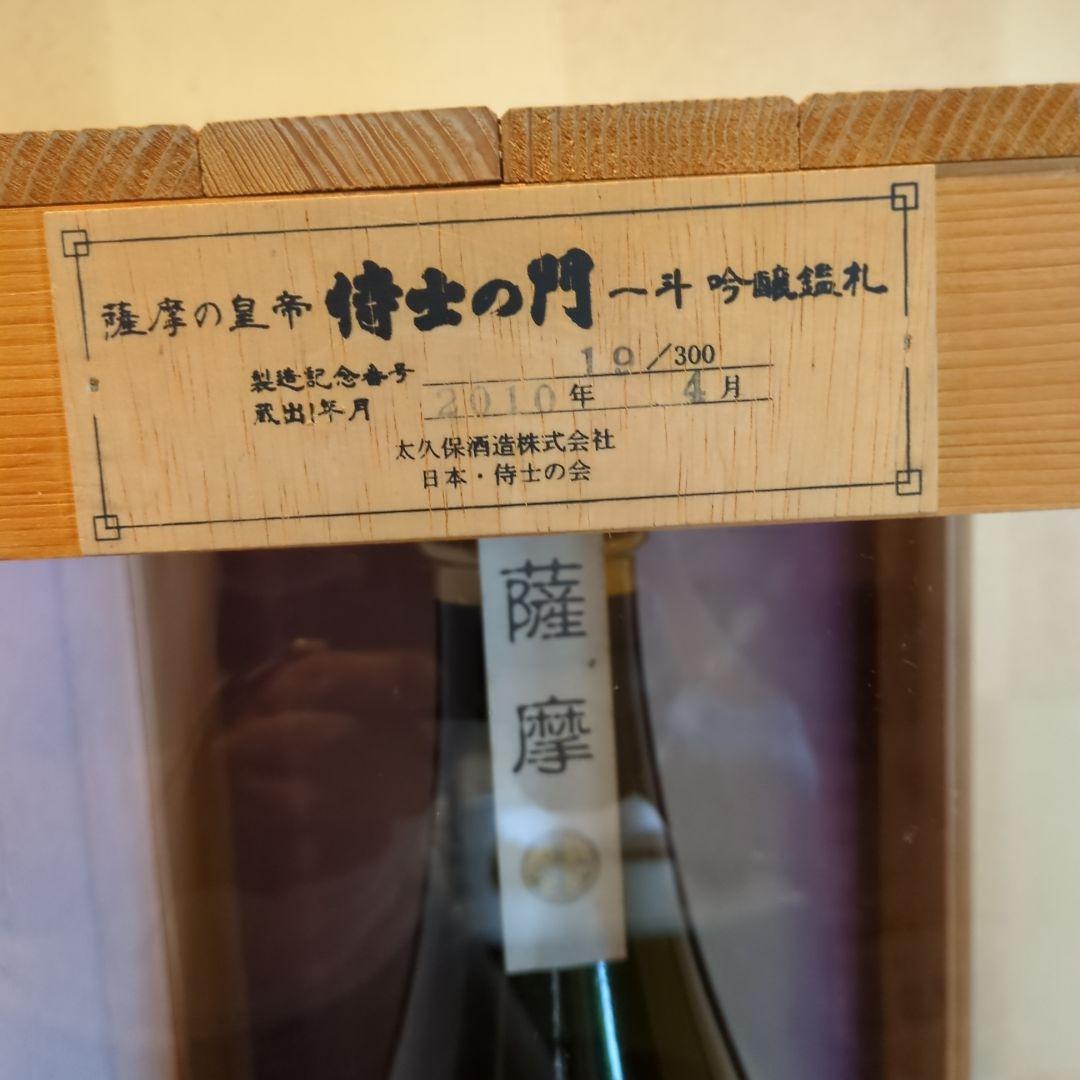 薩摩の皇帝 侍士の門 一斗 吟醸鑑札
製造記念番号 19/300
蔵出し年月 2010年 4月
太久保酒造株式会社
日本・侍士の会
薩摩